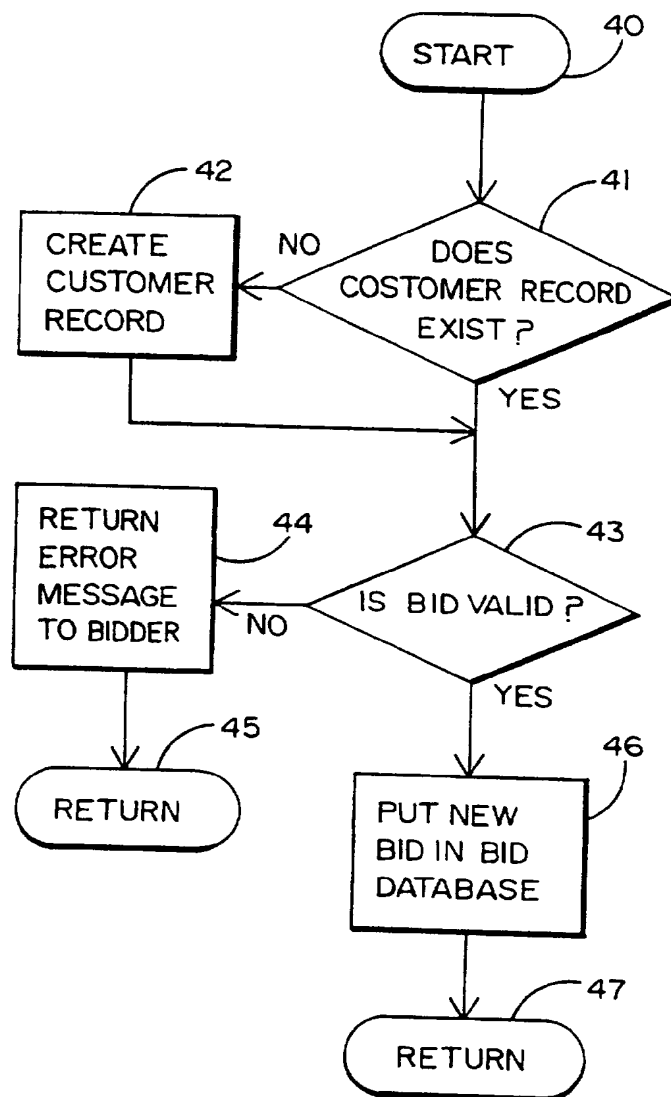 START
40
42
41
CREATE
CUSTOMER
RECORD
NO
DOES
COSTOMER RECORD
EXIST ?
YES
RETURN
ERROR
MESSAGE
TO BIDDER
44
43
IS BID VALID ?
NO
YES
45
RETURN
46
PUT NEW
BID IN BID
DATABASE
47
RETURN